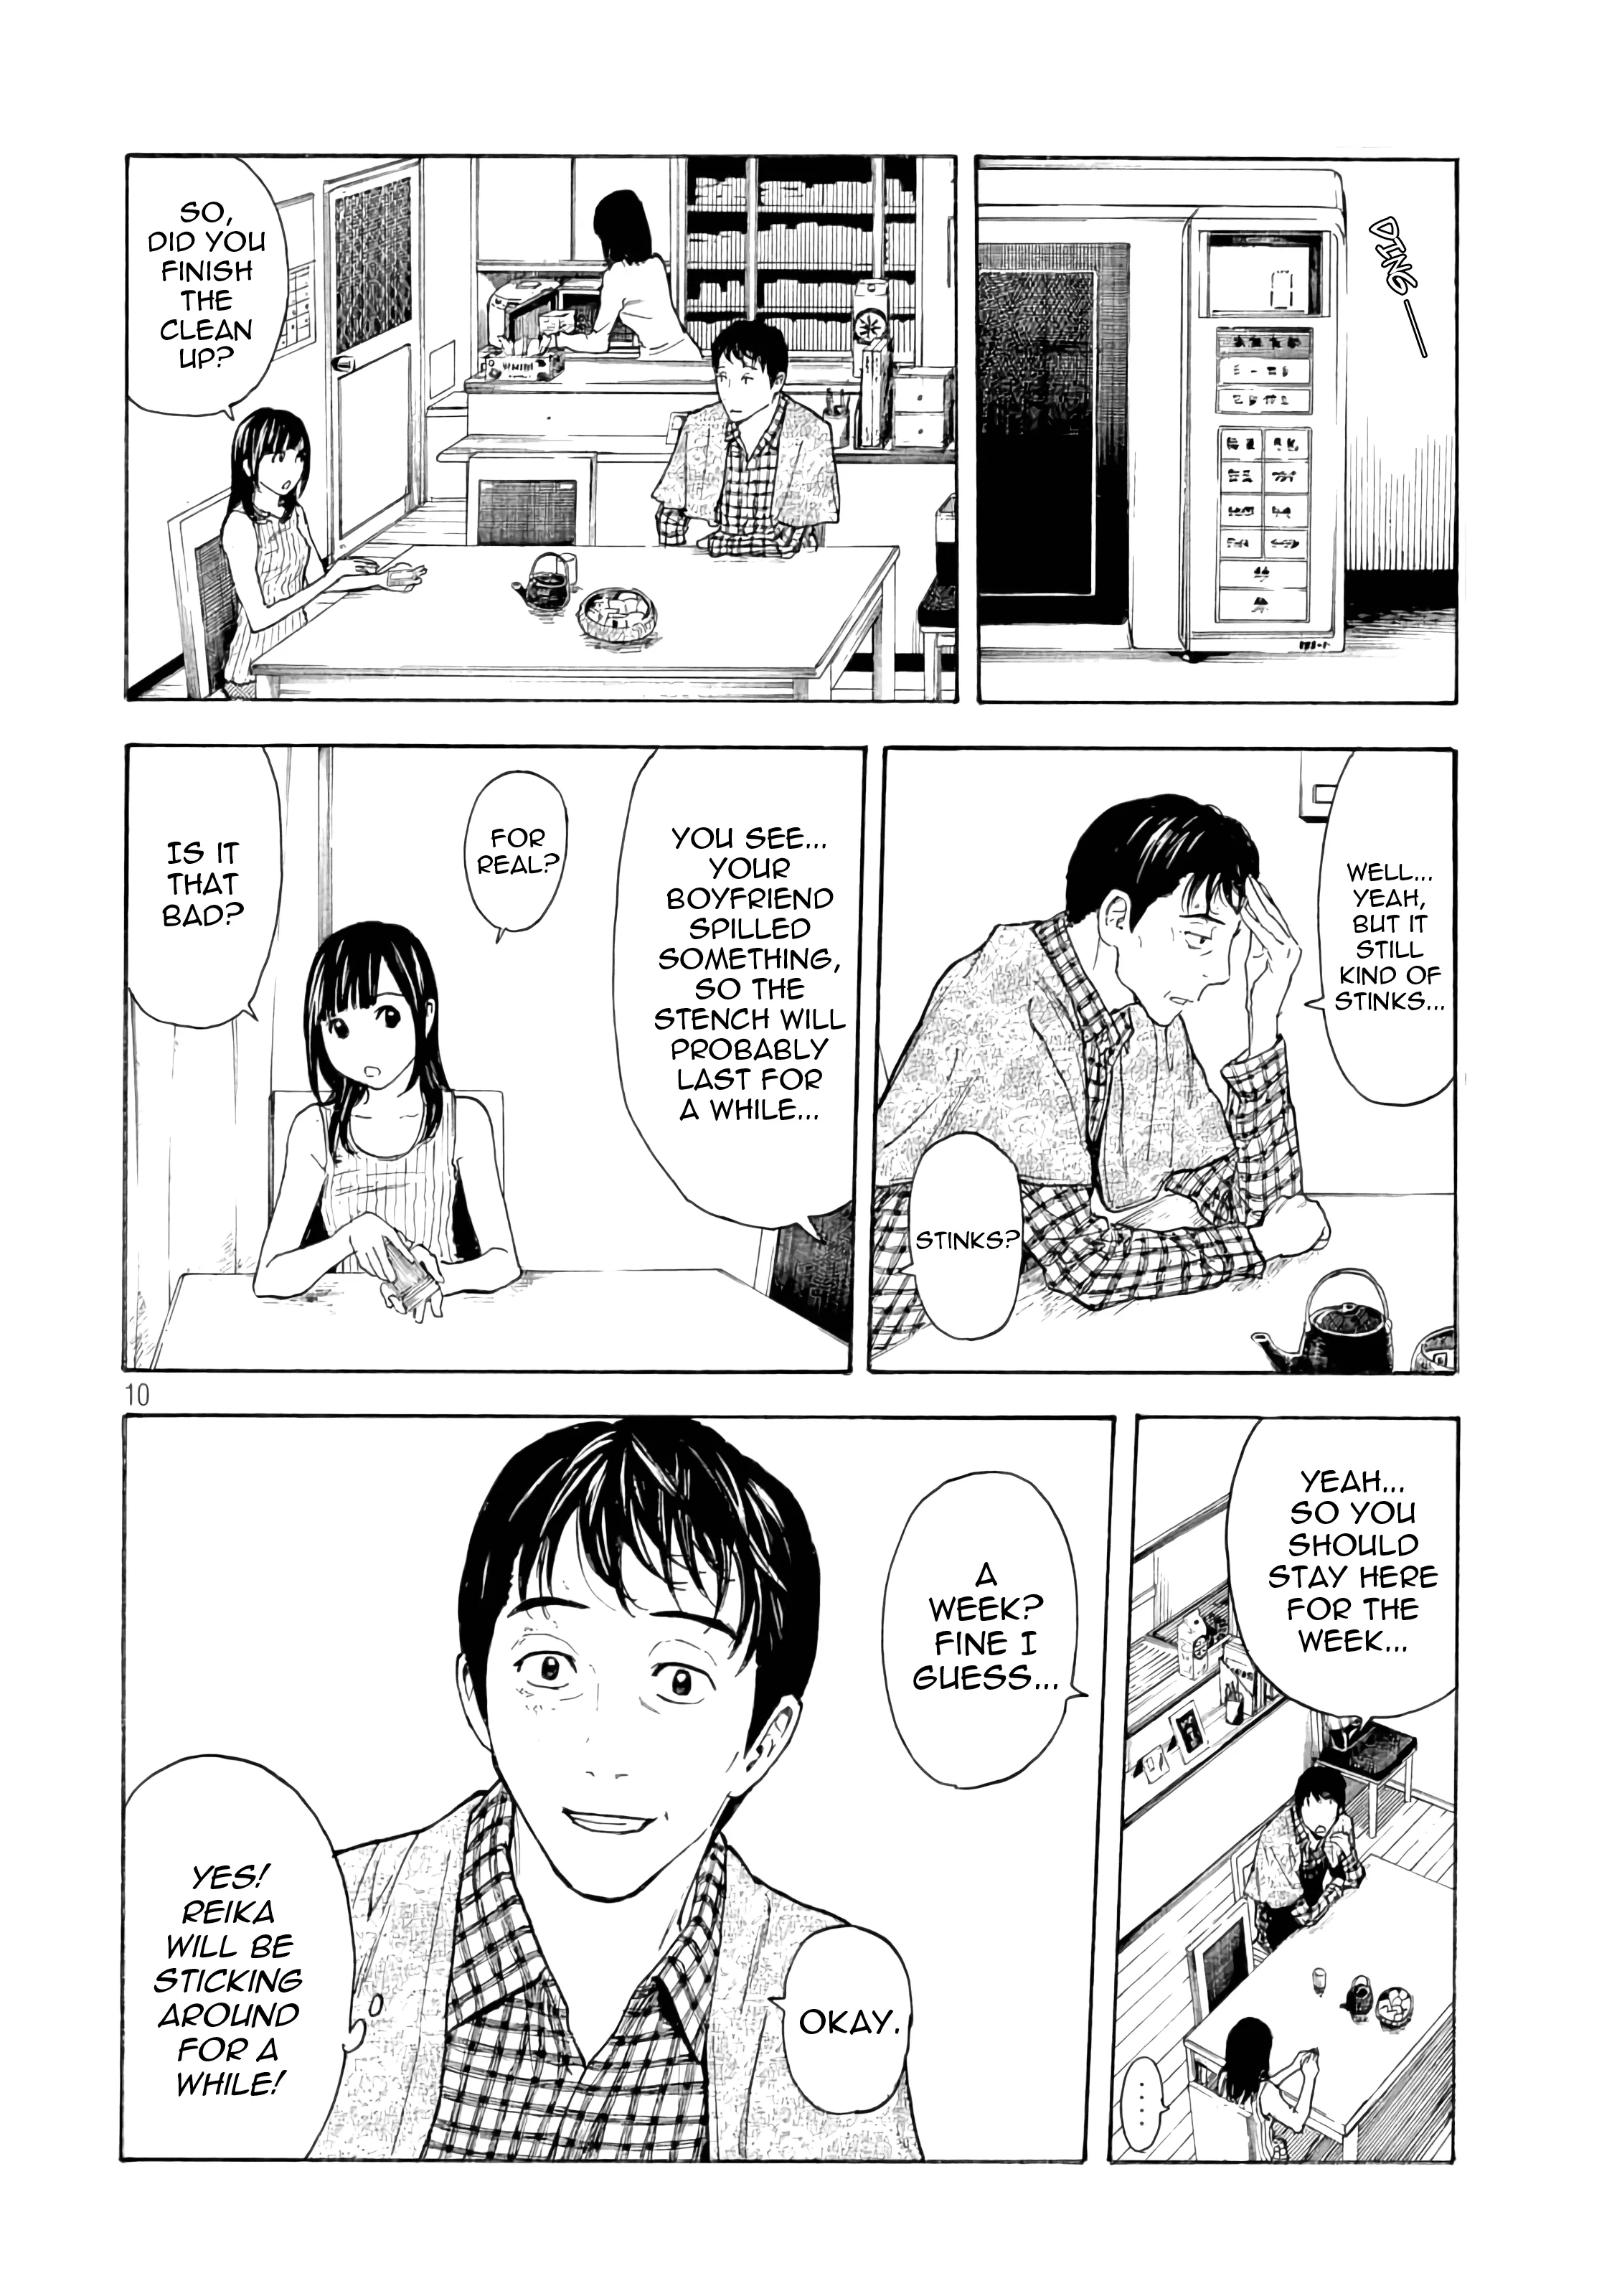 DING—
SO,
DID YOU
FINISH
THE
CLEAN
UP?
WELL...
YEAH,
BUT IT
STILL
KIND OF
STINKS...
STINKS?
YOU SEE...
YOUR
BOYFRIEND
SPILLED
SOMETHING,
SO THE
STENCH WILL
PROBABLY
LAST FOR
A WHILE...
FOR
REAL?
IS IT
THAT
BAD?
10
YEAH...
SO YOU
SHOULD
STAY HERE
FOR THE
WEEK...
....
A
WEEK?
FINE I
GUESS...
OKAY.
YES!
REIKA
WILL BE
STICKING
AROUND
FOR A
WHILE!